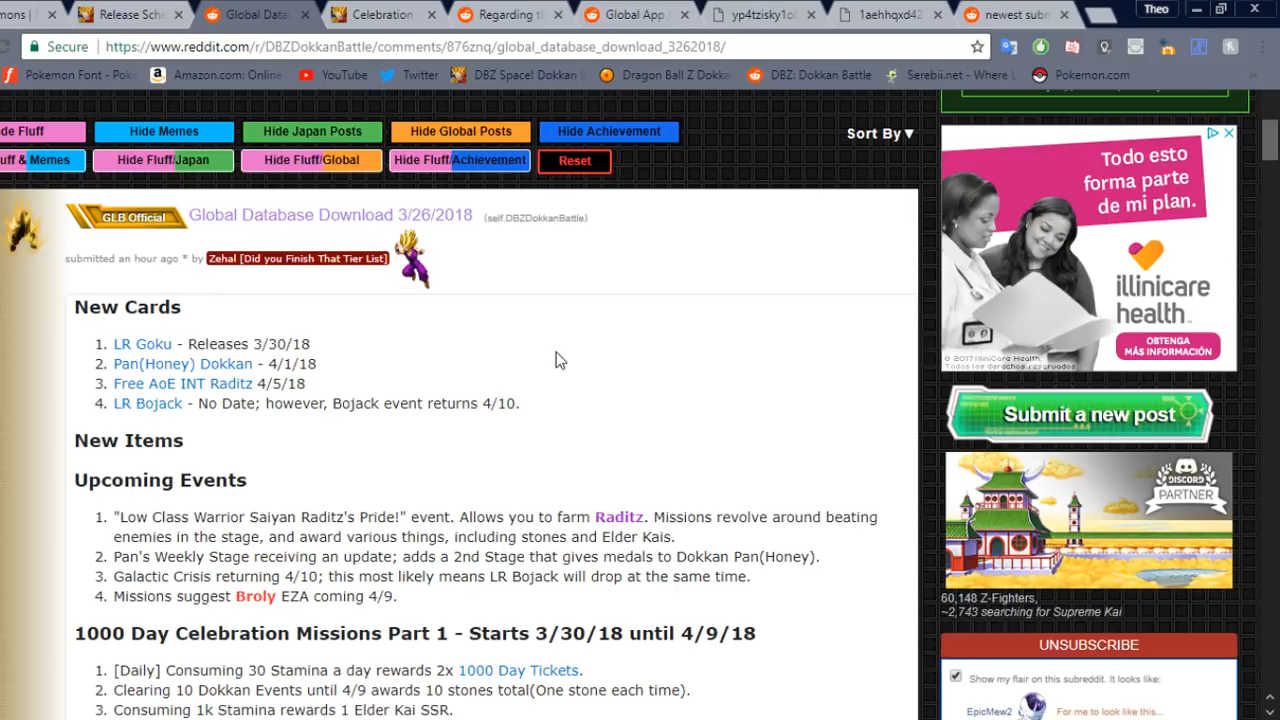 Release Sche
Global Datab
Celebration
Regarding th
Global App
yp4tzisky1o
1aehhqxd42
newest subm
Theo
Secure
https://www.reddit.com/r/DBZDokkanBattle/comments/876znq/global_database_download_3262018/
Pokemon Font - Poke
Amazon.com: Online
YouTube
Twitter
DBZ Space! Dokkan
Dragon Ball Z Dokka
DBZ: Dokkan Battle
Serebii.net - Where
Pokemon.com
»
de Fluff
Hide Memes
Hide Japan Posts
Hide Global Posts
Hide Achievement
Sort By▼
uff & Memes
Hide Fluff/Japan
Hide Fluff/Global
Hide Fluff/Achievement
Reset
GLB Official
Global Database Download 3/26/2018 (self.DBZDokkanBattle)
submitted an hour ago * by Zehal [Did you Finish That Tier List]
New Cards
1. LR Goku - Releases 3/30/18
2. Pan(Honey) Dokkan - 4/1/18
3. Free AoE INT Raditz 4/5/18
4. LR Bojack - No Date; however, Bojack event returns 4/10.
New Items
Upcoming Events
1. "Low Class Warrior Saiyan Raditz's Pride!" event. Allows you to farm Raditz. Missions revolve around beating
enemies in the stage, and award various things, including stones and Elder Kais.
2. Pan's Weekly Stage receiving an update; adds a 2nd Stage that gives medals to Dokkan Pan(Honey).
3. Galactic Crisis returning 4/10; this most likely means LR Bojack will drop at the same time.
4. Missions suggest Broly EZA coming 4/9.
1000 Day Celebration Missions Part 1 - Starts 3/30/18 until 4/9/18
1. [Daily] Consuming 30 Stamina a day rewards 2x 1000 Day Tickets.
2. Clearing 10 Dokkan Events until 4/9 awards 10 stones total(One stone each time).
3. Consuming 1k Stamina rewards 1 Elder Kai SSR.
Todo esto
forma parte
de mi plan.
illinicare
health™
OBTENGA
MÁS INFORMACIÓN
© 2017 IlliniCare Health.
Todos los derechos reservados
Submit a new post
DISCORD
PARTNER
60,148 Z-Fighters,
~2,743 searching for Supreme Kai
UNSUBSCRIBE
Show my flair on this subreddit. It looks like:
EpicMew2
For me to look like this...